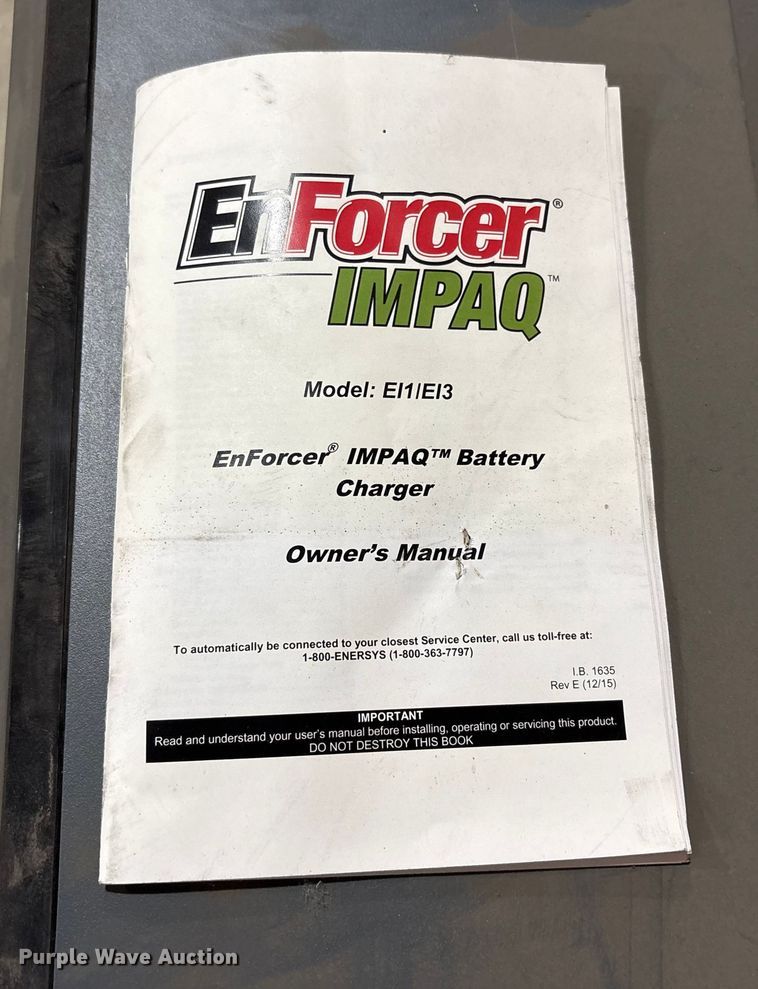 EnForcer®
IMPAQ™
Model: EI1/EI3
EnForcer® IMPAQ™ Battery
Charger
Owner's Manual
To automatically be connected to your closest Service Center, call us toll-free at:
1-800-ENERSYS (1-800-363-7797)
I.B. 1635
Rev E (12/15)
IMPORTANT
Read and understand your user's manual before installing, operating or servicing this product.
DO NOT DESTROY THIS BOOK
Purple Wave Auction